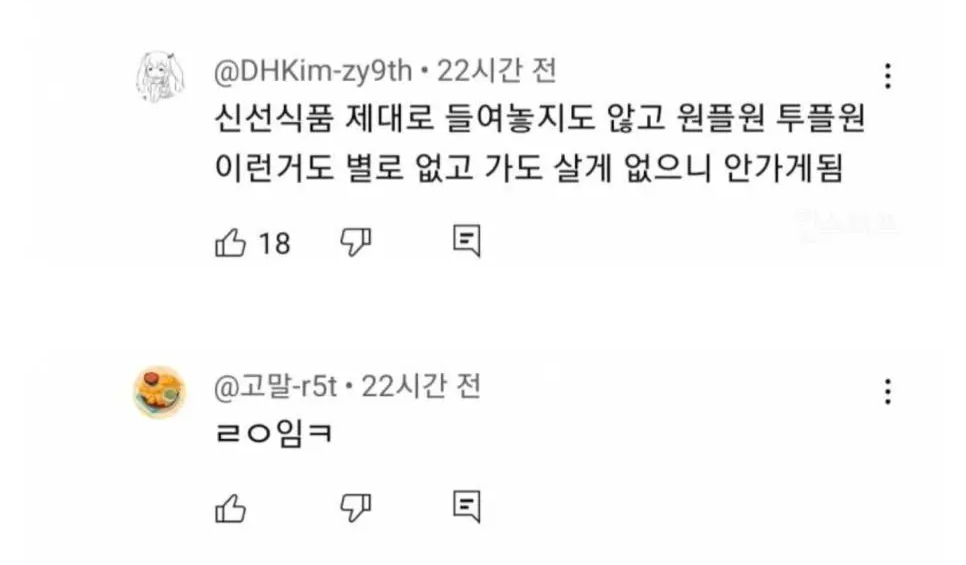 @DHKim-zy9th • 22시간 전
신선식품 제대로 들여놓지도 않고 원플원 투플원
이런거도 별로 없고 가도 살게 없으니 안가게됨
18
@고말-r5t • 22시간 전
ㄹㅇ임ㅋ